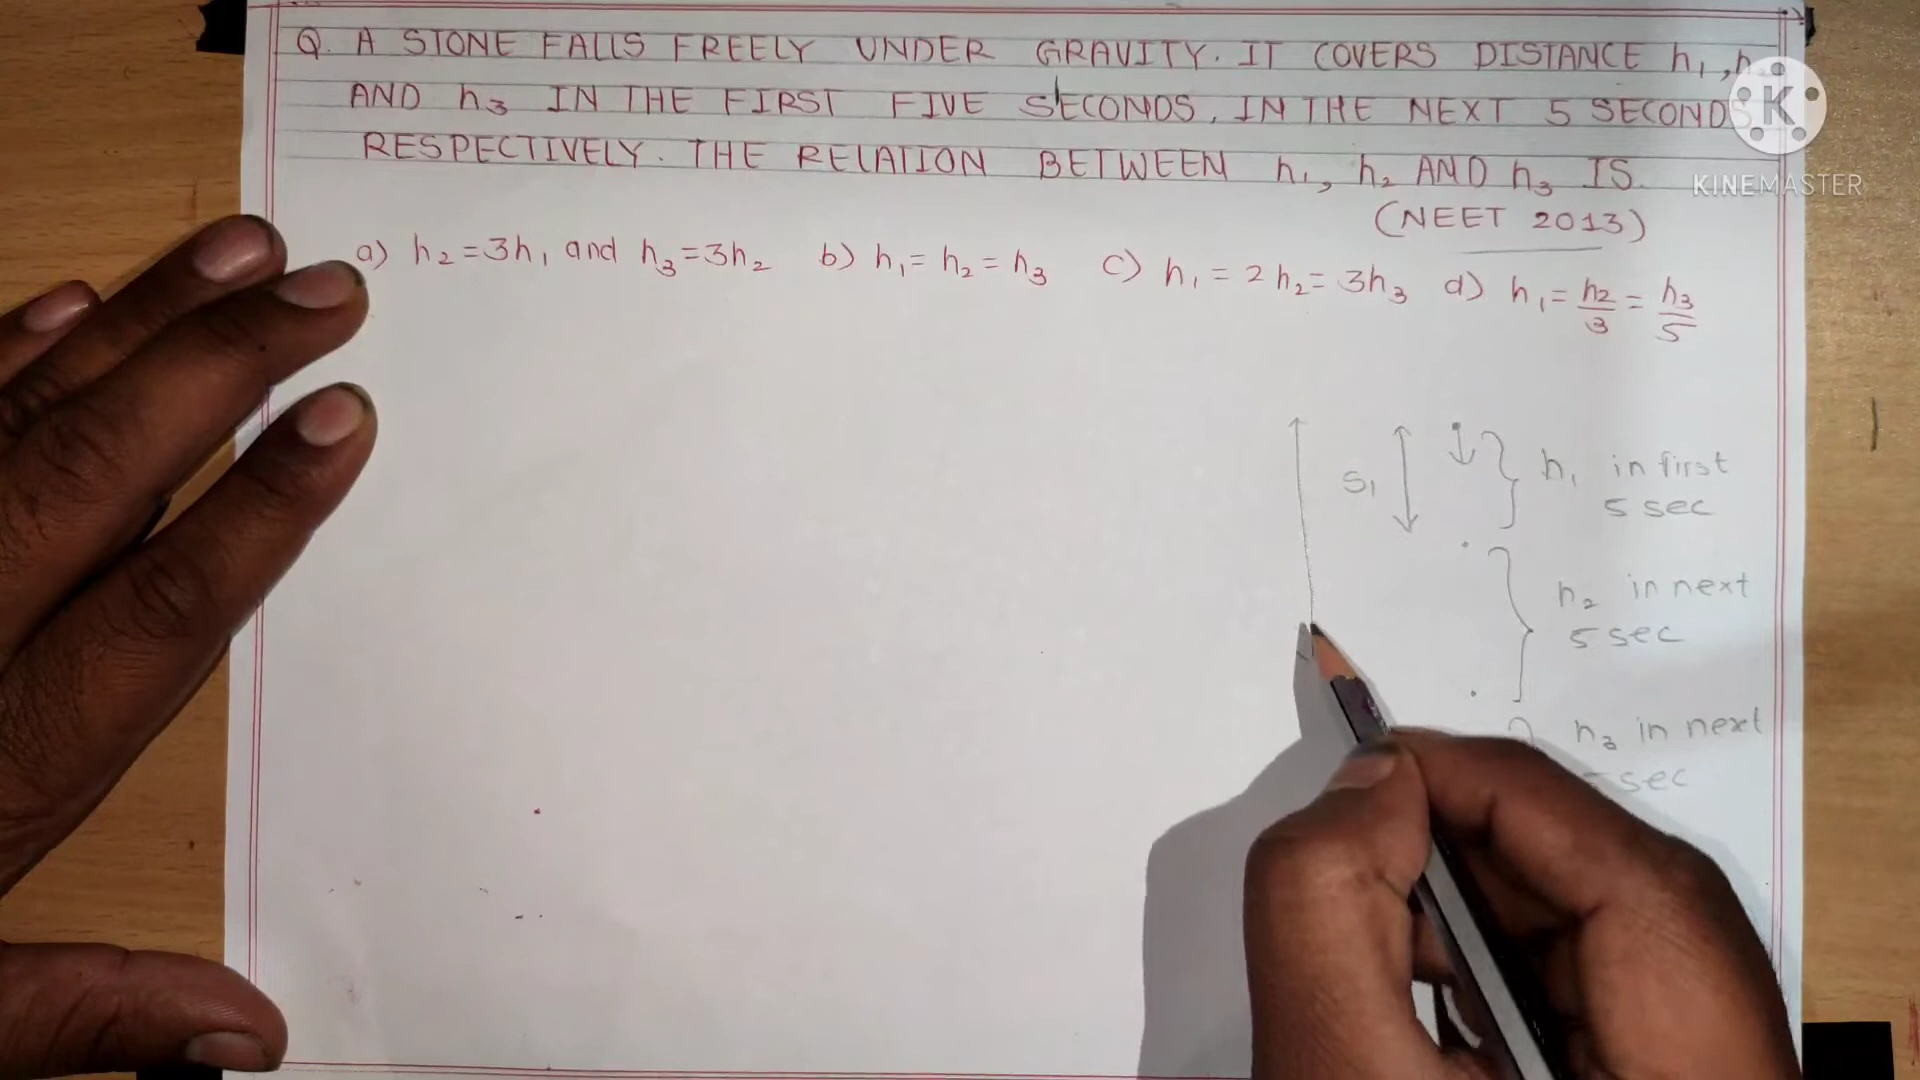 Q. A STONE FALLS FREELY UNDER GRAVITY. IT COVERS DISTANCE h₁, h
AND h₃ IN THE FIRST FIVE SECONDS, IN THE NEXT 5 SECONDS
RESPECTIVELY. THE RELATION BETWEEN h₁, h₂ AND h₃ IS.
(NEET 2013)
a) h₂=3h₁ and h₃=3h₂ b) h₁= h₂= h₃ c) h₁ = 2h₂= 3h₃ d) h₁= h₂/3 = h₃/5
S₁
h₁ in first
5 sec
h₂ in next
5 sec
h₃ in next
sec
K
KINEMASTER